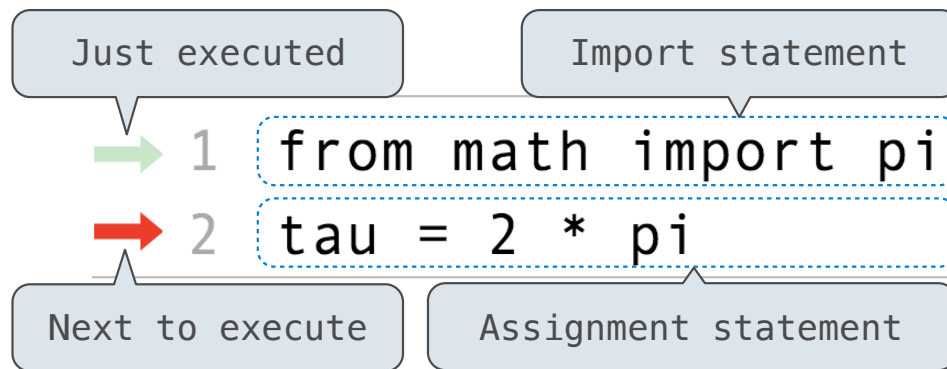 Just executed
Import statement
1 from math import pi
2 tau = 2 * pi
Next to execute
Assignment statement